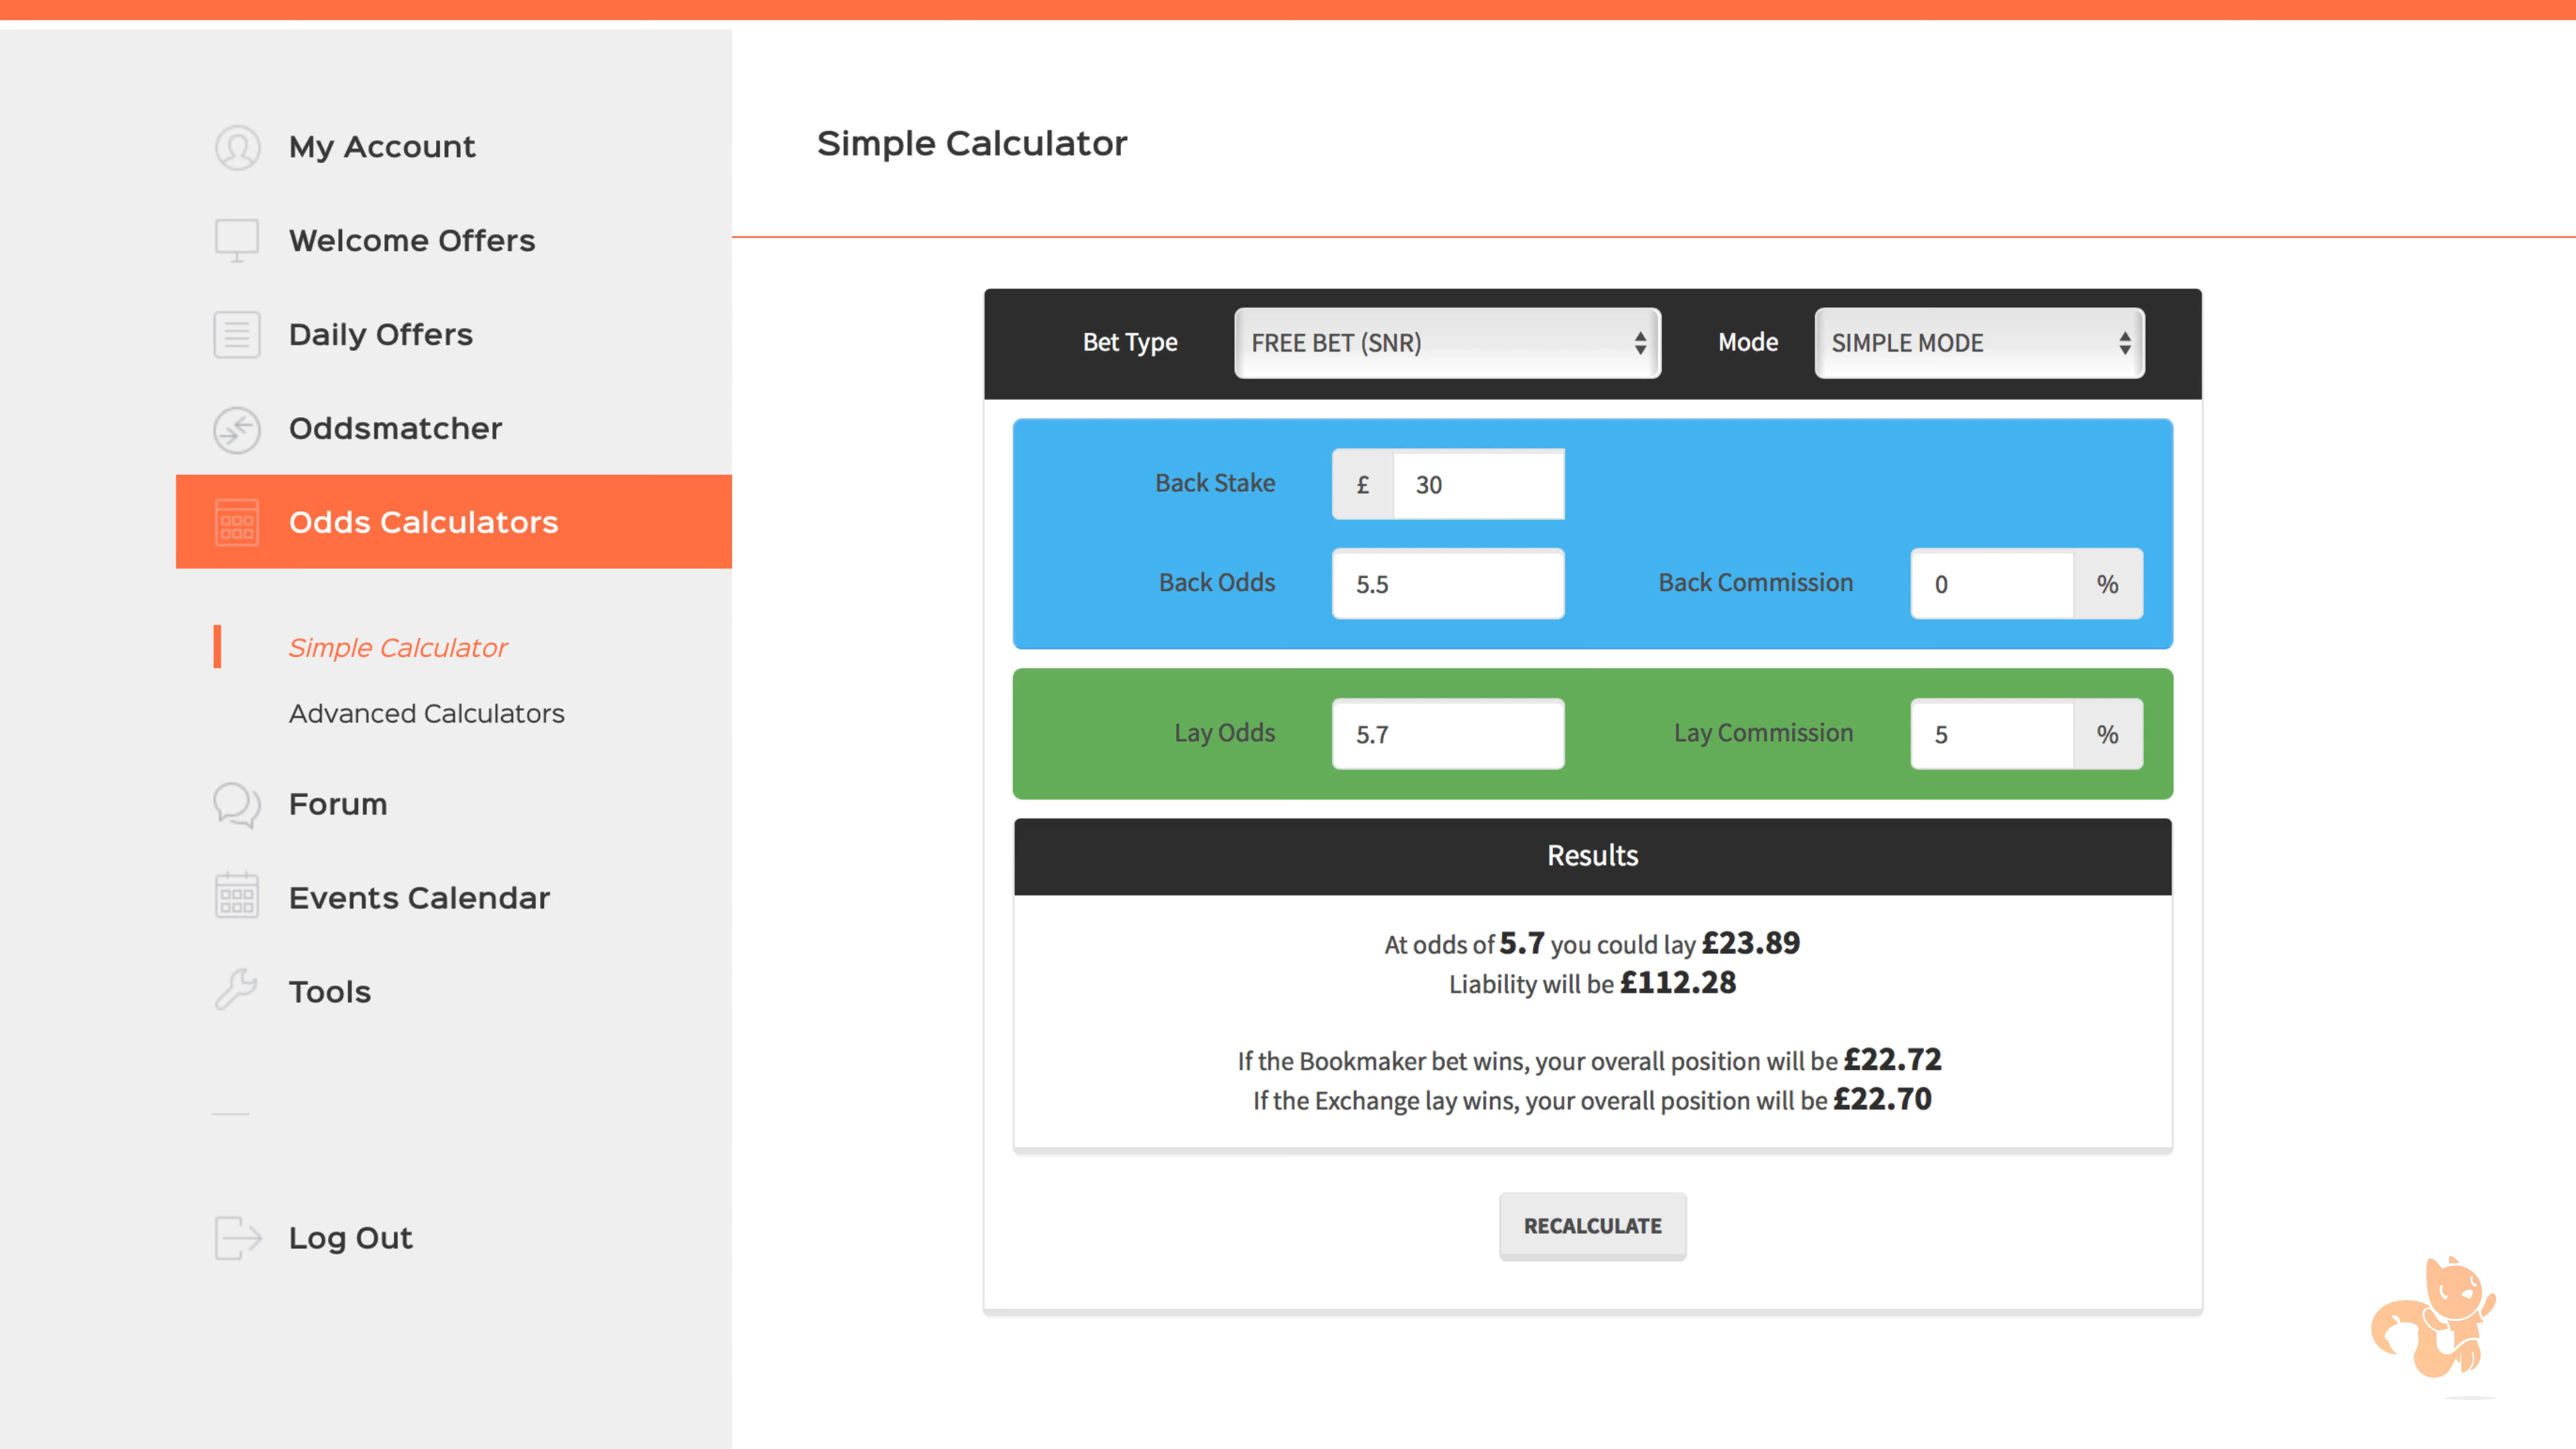 My Account
Welcome Offers
Daily Offers
Oddsmatcher
Odds Calculators
Simple Calculator
Advanced Calculators
Forum
Events Calendar
Tools
Log Out
Simple Calculator
Bet Type FREE BET (SNR) Mode SIMPLE MODE
Back Stake £ 30
Back Odds 5.5 Back Commission 0 %
Lay Odds 5.7 Lay Commission 5 %
Results
At odds of 5.7 you could lay £23.89
Liability will be £112.28
If the Bookmaker bet wins, your overall position will be £22.72
If the Exchange lay wins, your overall position will be £22.70
RECALCULATE